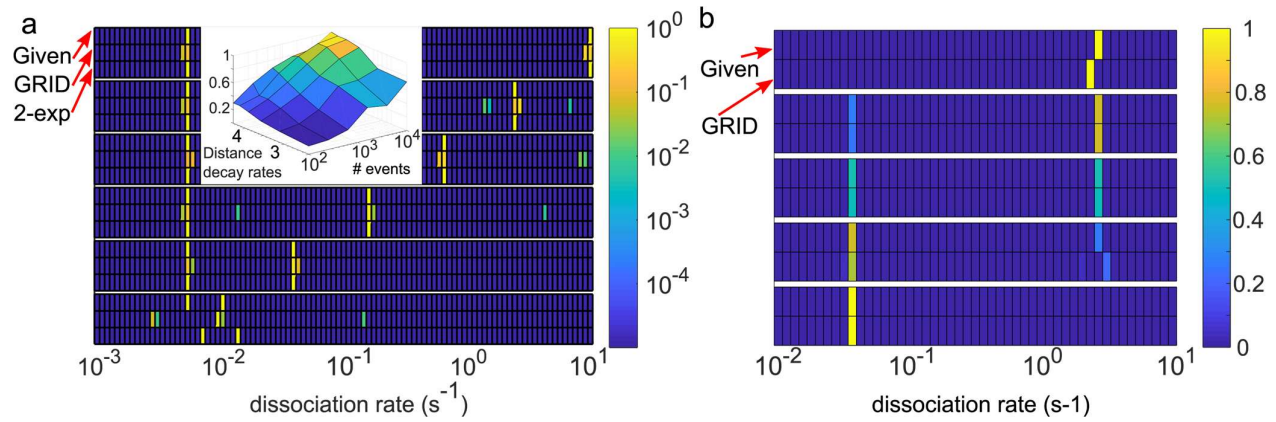 a
Given
GRID
2-exp
1
0.6
0.2
4
3
Distance
decay rates
10^2
10^3
10^4
# events
10^0
10^-1
10^-2
10^-3
10^-4
10^-3
10^-2
10^-1
10^0
10^1
dissociation rate (s^-1)
b
Given
GRID
1
0.8
0.6
0.4
0.2
0
10^-2
10^-1
10^0
10^1
dissociation rate (s-1)